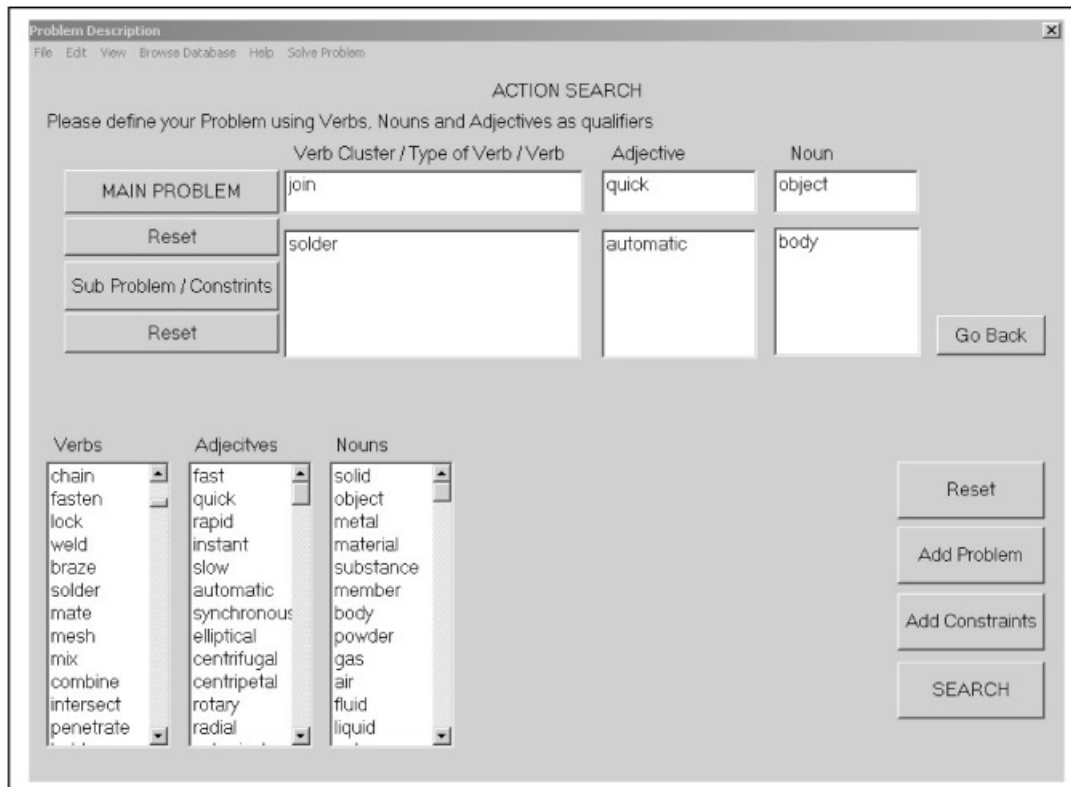 Problem Description
File Edit View Browse Database Help Solve Problem
ACTION SEARCH
Please define your Problem using Verbs, Nouns and Adjectives as qualifiers
Verb Cluster / Type of Verb / Verb Adjective Noun
MAIN PROBLEM join quick object
Reset
solder automatic body
Sub Problem / Constrints
Reset
Go Back
Verbs Adjecitves Nouns
chain fast solid
fasten quick object
lock rapid metal
weld instant material
braze slow substance
solder automatic member
mate synchronous body
mesh elliptical powder
mix centrifugal gas
combine centripetal air
intersect rotary fluid
penetrate radial liquid
Reset
Add Problem
Add Constraints
SEARCH